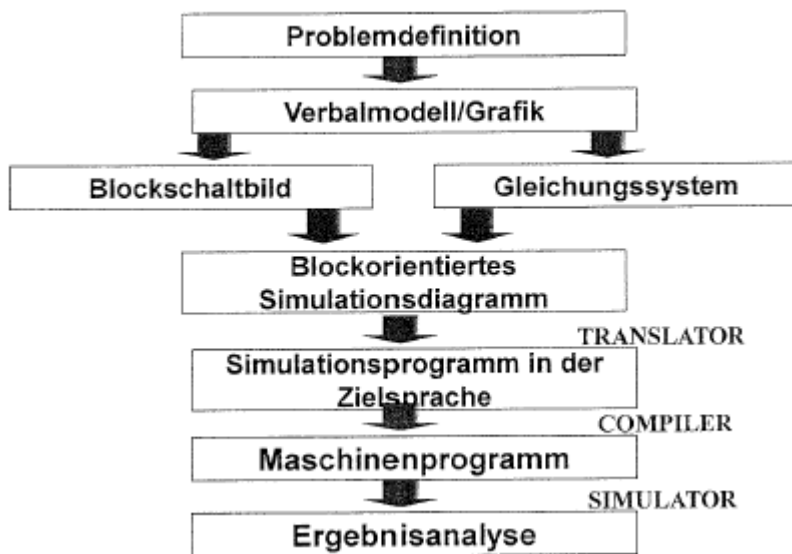 Problemdefinition
Verbalmodell/Grafik
Blockschaltbild
Gleichungssystem
Blockorientiertes
Simulationsdiagramm
TRANSLATOR
Simulationsprogramm in der
Zielsprache
COMPILER
Maschinenprogramm
SIMULATOR
Ergebnisanalyse